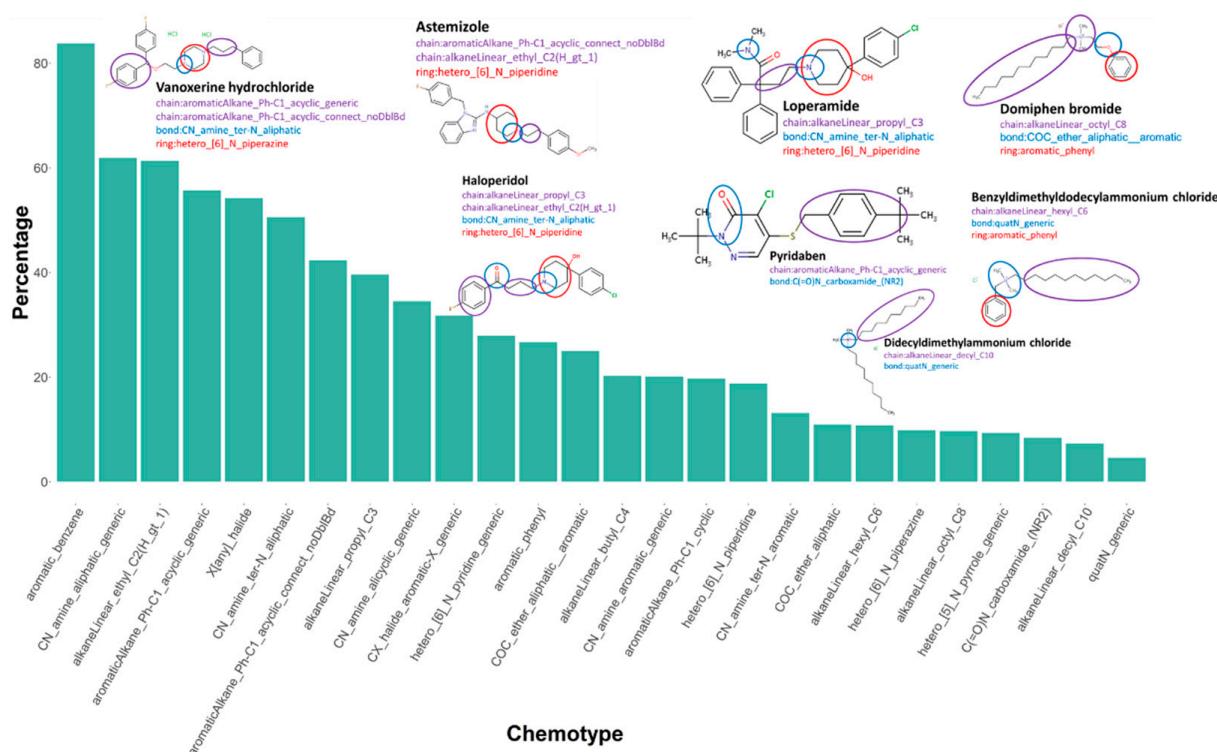 Vanoxerine hydrochloride
chain:aromaticAlkane_Ph-C1_acyclic_generic
chain:aromaticAlkane_Ph-C1_acyclic_connect_noDblBd
bond:CN_amine_ter-N_aliphatic
ring:hetero_[6]_N_piperazine
Astemizole
chain:aromaticAlkane_Ph-C1_acyclic_connect_noDblBd
chain:alkaneLinear_ethyl_C2(H_gt_1)
ring:hetero_[6]_N_piperidine
Haloperidol
chain:alkaneLinear_propyl_C3
chain:alkaneLinear_ethyl_C2(H_gt_1)
bond:CN_amine_ter-N_aliphatic
ring:hetero_[6]_N_piperidine
Loperamide
chain:alkaneLinear_propyl_C3
bond:CN_amine_ter-N_aliphatic
ring:hetero_[6]_N_piperidine
Domiphen bromide
chain:alkaneLinear_octyl_C8
bond:COC_ether_aliphatic__aromatic
ring:aromatic_phenyl
Pyridaben
chain:aromaticAlkane_Ph-C1_acyclic_generic
bond:C(=O)N_carboxamide_(NR2)
Benzyldimethyldodecylammonium chloride
chain:alkaneLinear_hexyl_C6
bond:quatN_generic
ring:aromatic_phenyl
Didecyldimethylammonium chloride
chain:alkaneLinear_decyl_C10
bond:quatN_generic
Percentage
80
60
40
20
0
aromatic_benzene
CN_amine_aliphatic_generic
alkaneLinear_ethyl_C2(H_gt_1)
aromaticAlkane_Ph-C1_acyclic_generic
X[any]_halide
CN_amine_ter-N_aliphatic
aromaticAlkane_Ph-C1_acyclic_connect_noDblBd
alkaneLinear_propyl_C3
CN_amine_alicyclic_generic
CX_halide_aromatic-X_generic
hetero_[6]_N_pyridine_generic
aromatic_phenyl
COC_ether_aliphatic__aromatic
alkaneLinear_butyl_C4
CN_amine_aromatic_generic
aromaticAlkane_Ph-C1_cyclic
hetero_[6]_N_piperidine
CN_amine_ter-N_aromatic
COC_ether_aliphatic
alkaneLinear_hexyl_C6
hetero_[6]_N_piperazine
alkaneLinear_octyl_C8
hetero_[5]_N_pyrrole_generic
C(=O)N_carboxamide_(NR2)
alkaneLinear_decyl_C10
quatN_generic
Chemotype